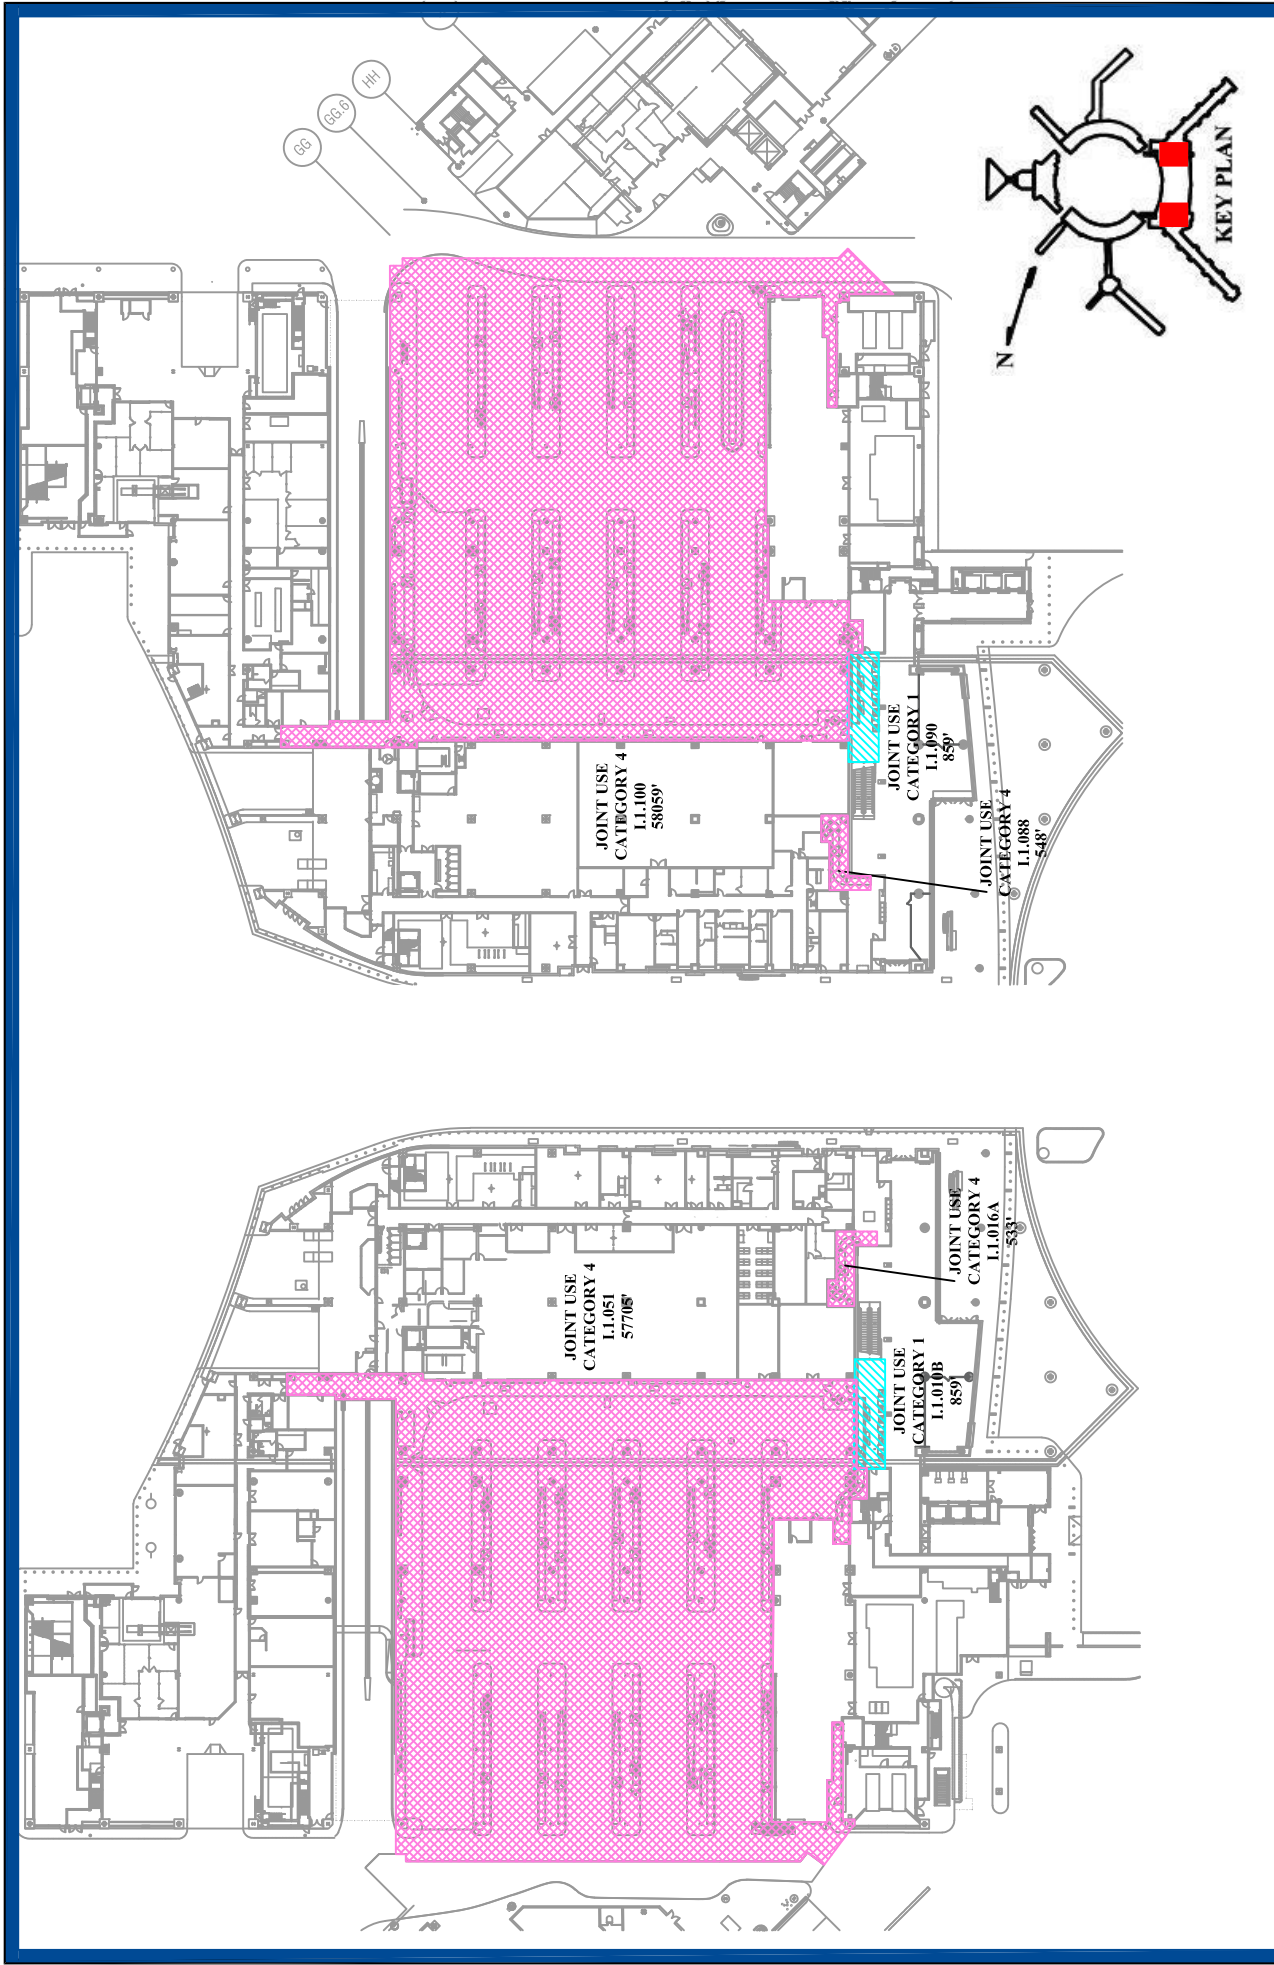 HH
GG.6
GG
N
KEY PLAN
JOINT USE
CATEGORY 4
I.1.100
58059'
JOINT USE
CATEGORY 1
I.1.090
859'
JOINT USE
CATEGORY 4
I.1.088
548'
JOINT USE
CATEGORY 4
I.1.051
57705'
JOINT USE
CATEGORY 4
I.1.016A
533'
JOINT USE
CATEGORY 1
I.1.010B
859'